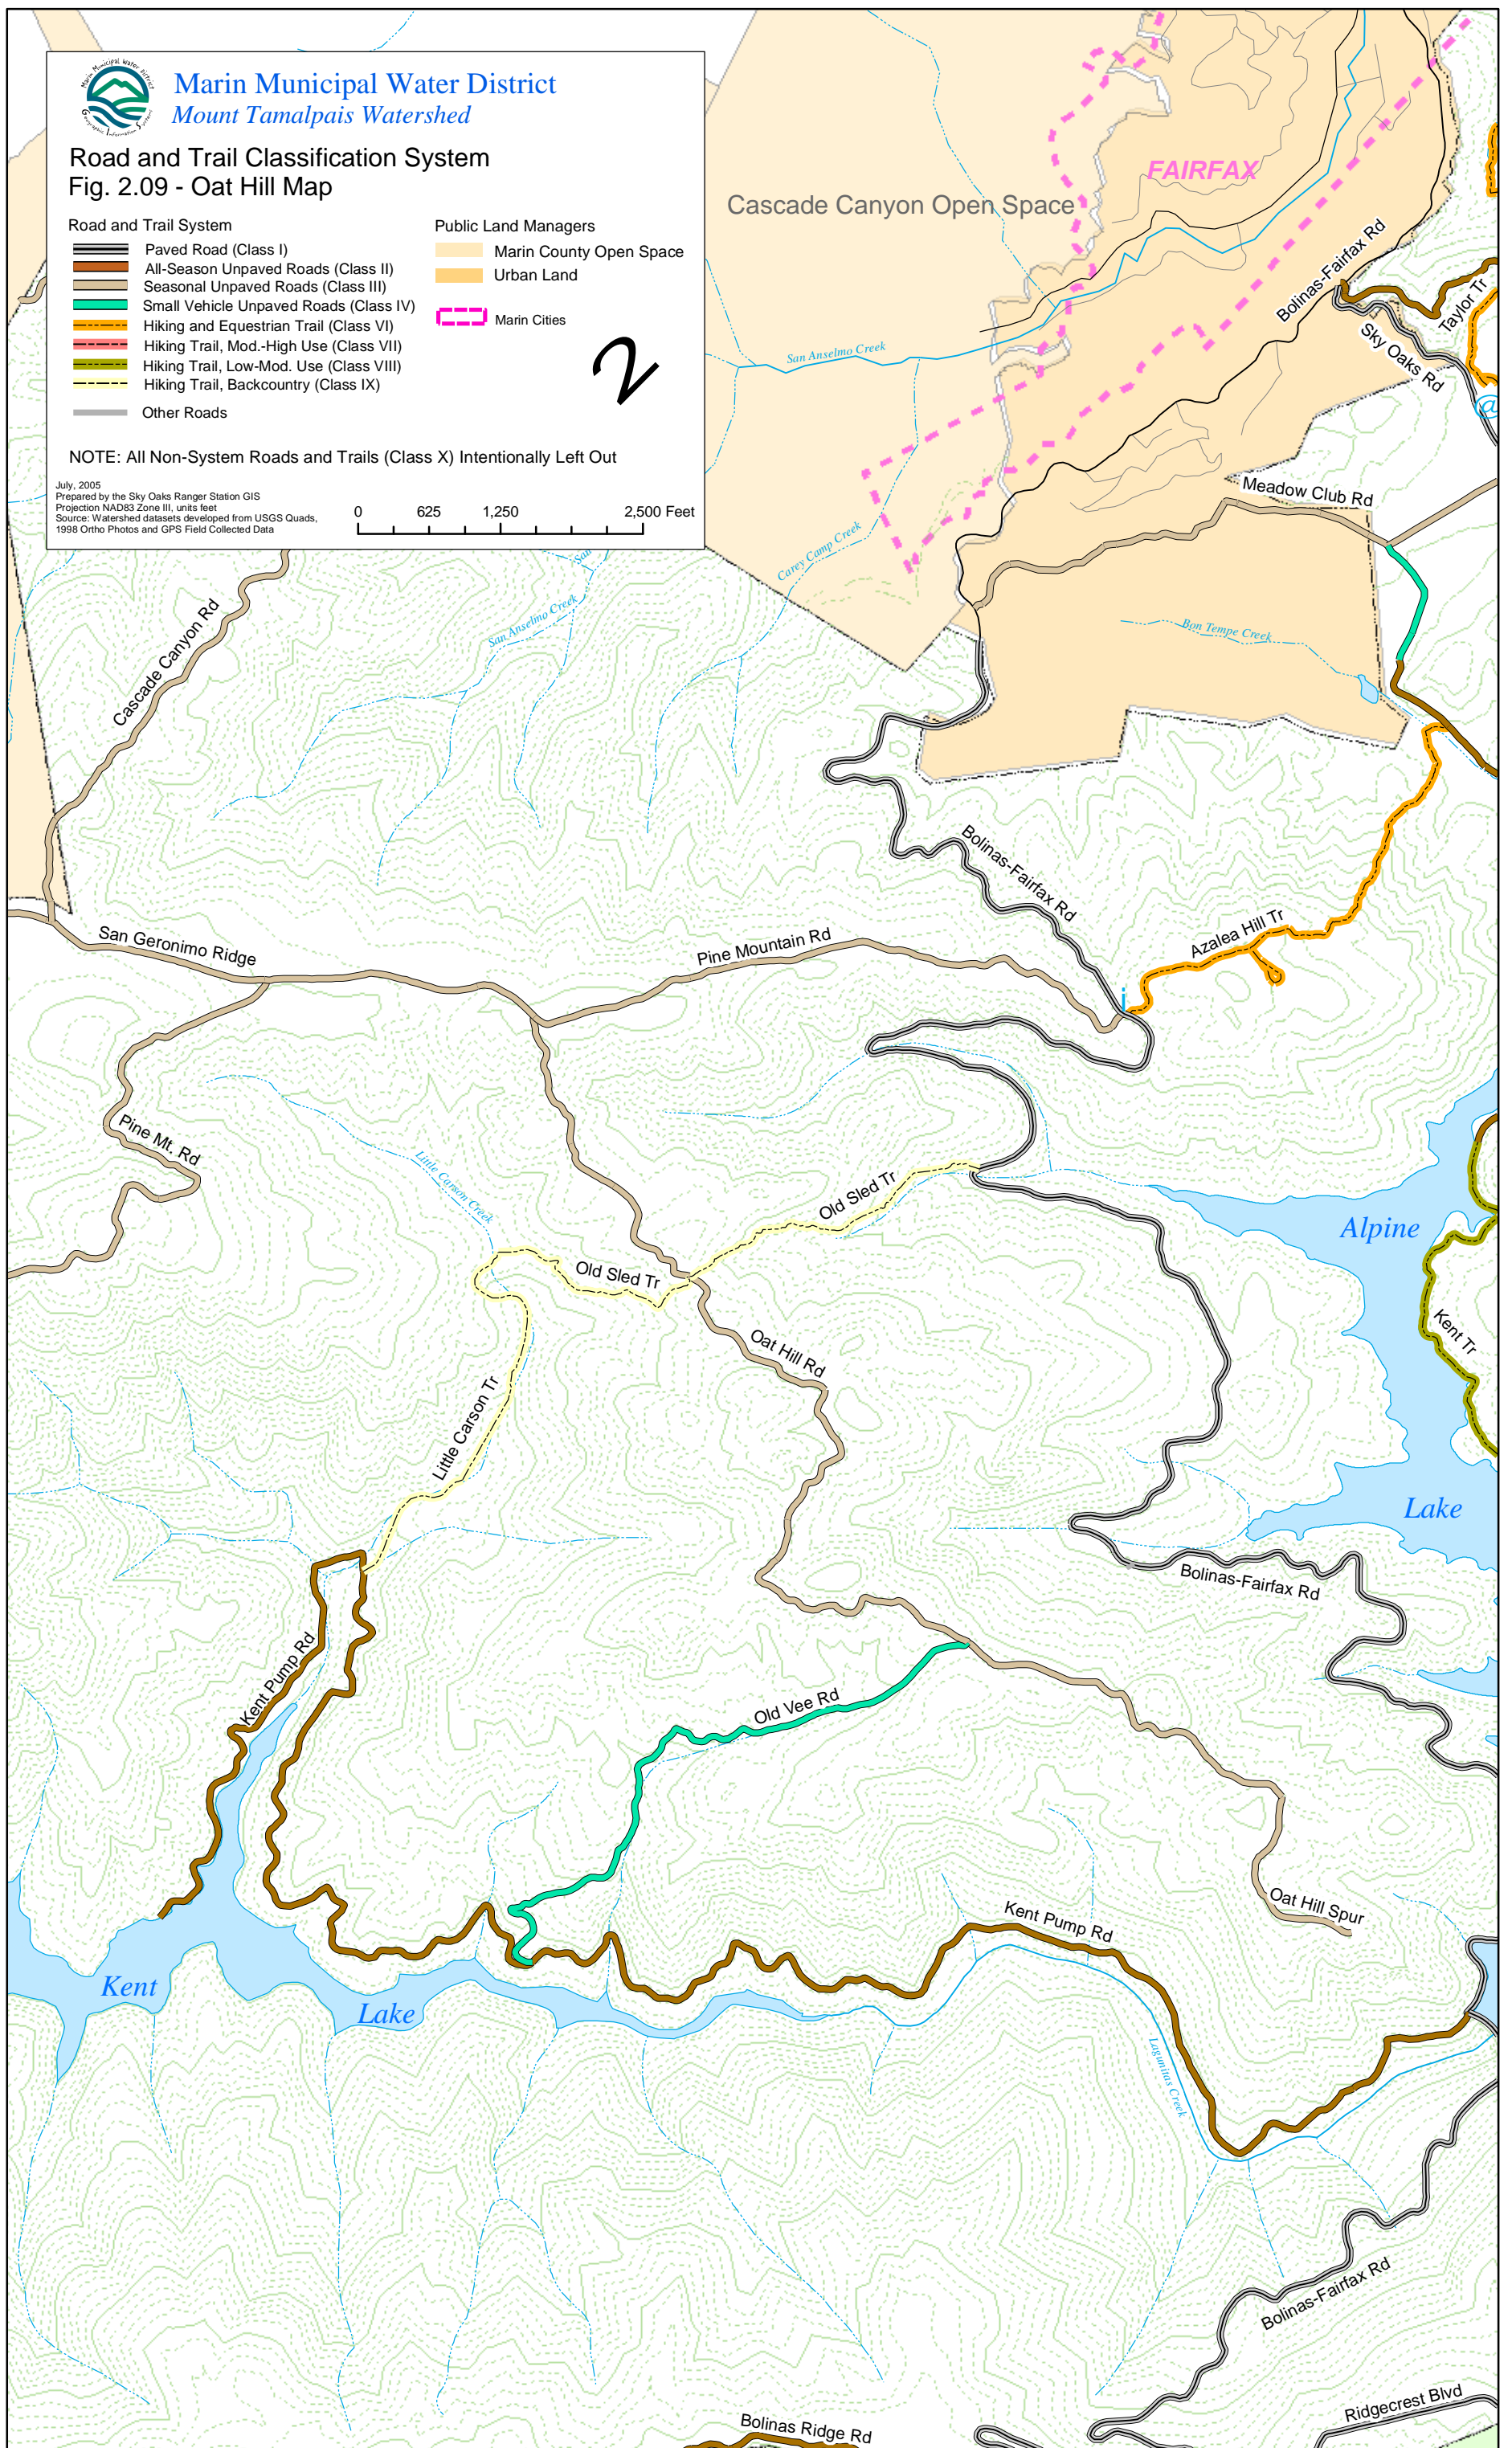 Marin Municipal Water District
Geographic Information System
Marin Municipal Water District
Mount Tamalpais Watershed
Road and Trail Classification System
Fig. 2.09 - Oat Hill Map
Road and Trail System
Paved Road (Class I)
All-Season Unpaved Roads (Class II)
Seasonal Unpaved Roads (Class III)
Small Vehicle Unpaved Roads (Class IV)
Hiking and Equestrian Trail (Class VI)
Hiking Trail, Mod.-High Use (Class VII)
Hiking Trail, Low-Mod. Use (Class VIII)
Hiking Trail, Backcountry (Class IX)
Other Roads
Public Land Managers
Marin County Open Space
Urban Land
Marin Cities
2
NOTE: All Non-System Roads and Trails (Class X) Intentionally Left Out
July, 2005
Prepared by the Sky Oaks Ranger Station GIS
Projection NAD83 Zone III, units feet
Source: Watershed datasets developed from USGS Quads,
1998 Ortho Photos and GPS Field Collected Data
0 625 1,250 2,500 Feet
FAIRFAX
Cascade Canyon Open Space
Bolinas-Fairfax Rd
Taylor Tr
Sky Oaks Rd
@
San Anselmo Creek
Meadow Club Rd
Carey Camp Creek
San
San Anselmo Creek
Bon Tempe Creek
Cascade Canyon Rd
Bolinas-Fairfax Rd
Azalea Hill Tr
San Geronimo Ridge
Pine Mountain Rd
i
Pine Mt. Rd
Little Carson Creek
Old Sled Tr
Alpine
Old Sled Tr
Oat Hill Rd
Kent Tr
Little Carson Tr
Lake
Bolinas-Fairfax Rd
Kent Pump Rd
Old Vee Rd
Oat Hill Spur
Kent Pump Rd
Kent
Lake
Lagunitas Creek
Bolinas-Fairfax Rd
Ridgecrest Blvd
Bolinas Ridge Rd